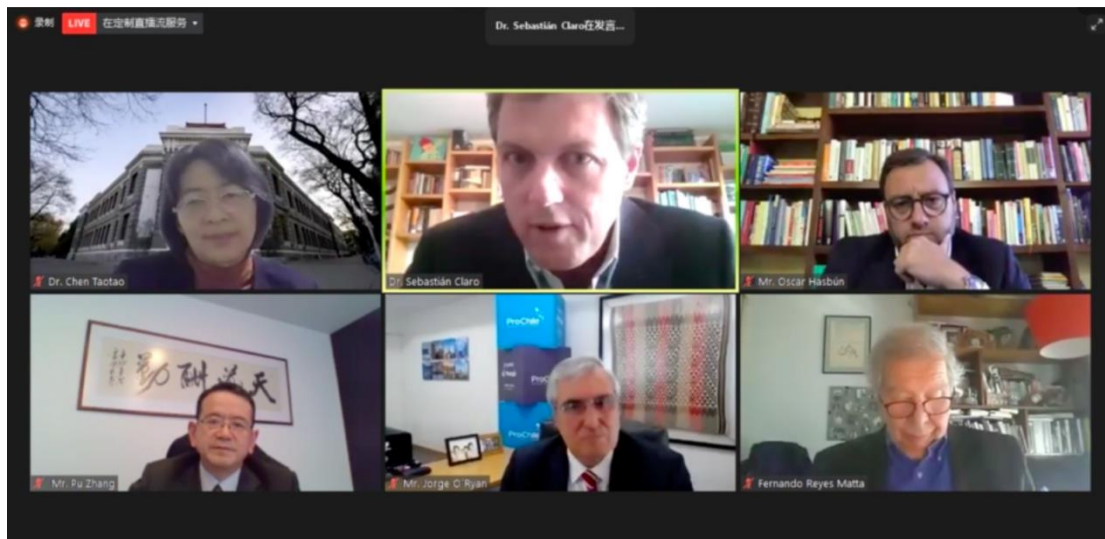 录制
LIVE 在定制直播流服务
Dr. Sebastián Claro在发言...
Dr. Chen Taotao
Dr. Sebastián Claro
Mr. Oscar Hasbún
天道酬勤
ProChile
ProChile
Mr. Pu Zhang
Mr. Jorge O´Ryan
Fernando Reyes Matta